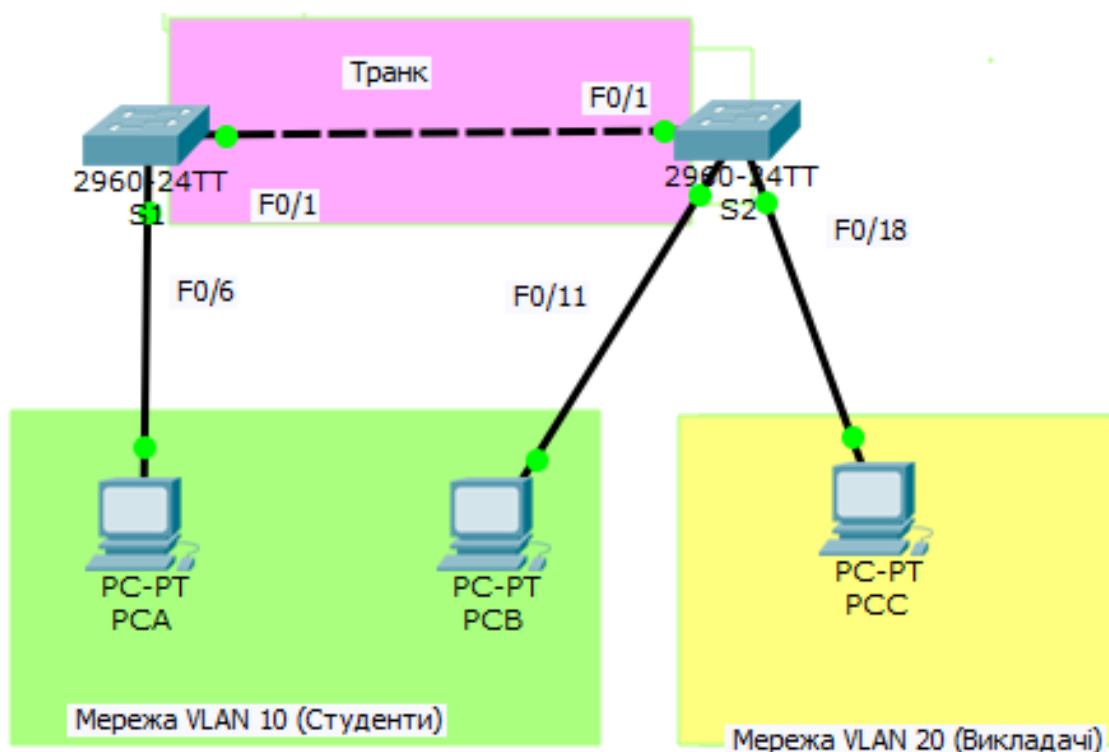 Транк
F0/1
2960-24TT
S1
2960-24TT
S2
F0/1
F0/18
F0/6
F0/11
PC-PT
PCA
PC-PT
PCB
PC-PT
PCC
Мережа VLAN 10 (Студенти)
Мережа VLAN 20 (Викладачі)